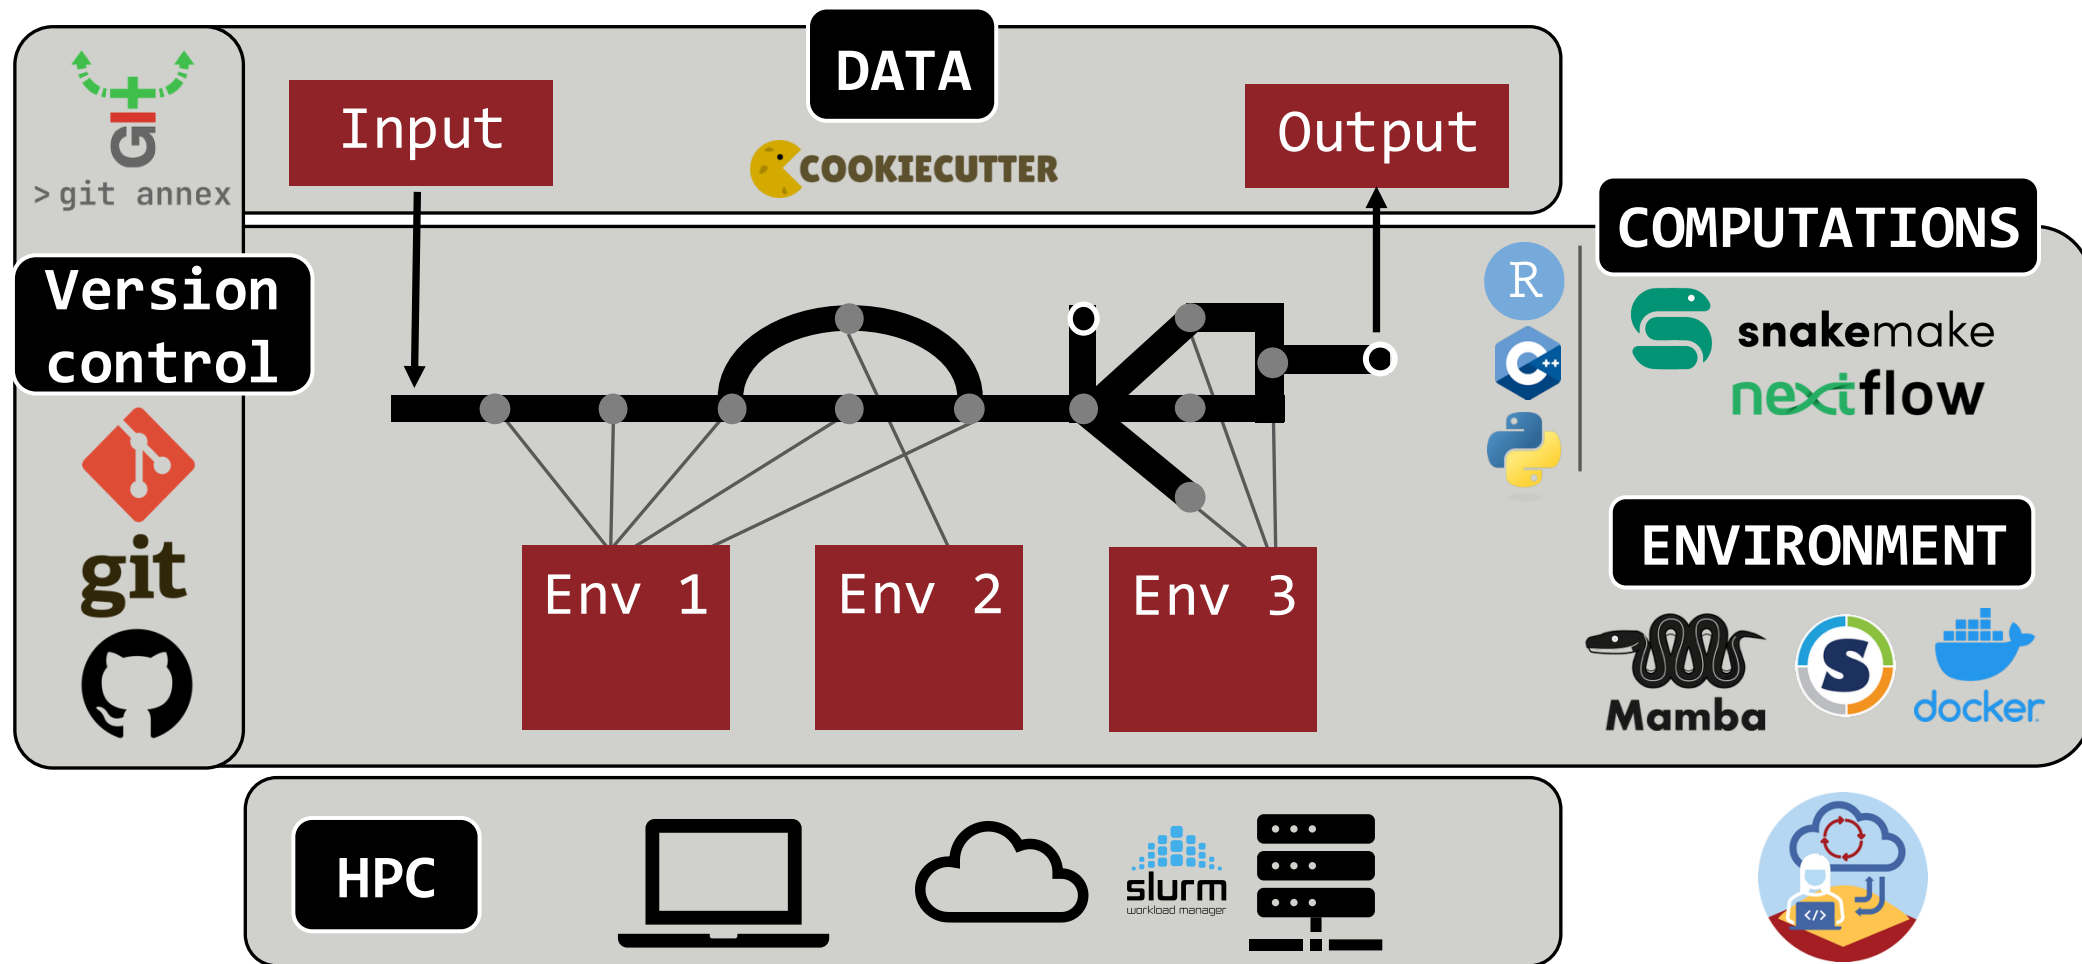 GIT
>git annex
Version
control
git
DATA
Input
COOKIECUTTER
Output
COMPUTATIONS
R
C++
snakemake
nextflow
ENVIRONMENT
Env 1
Env 2
Env 3
Mamba
S
docker
HPC
slurm
workload manager
</>